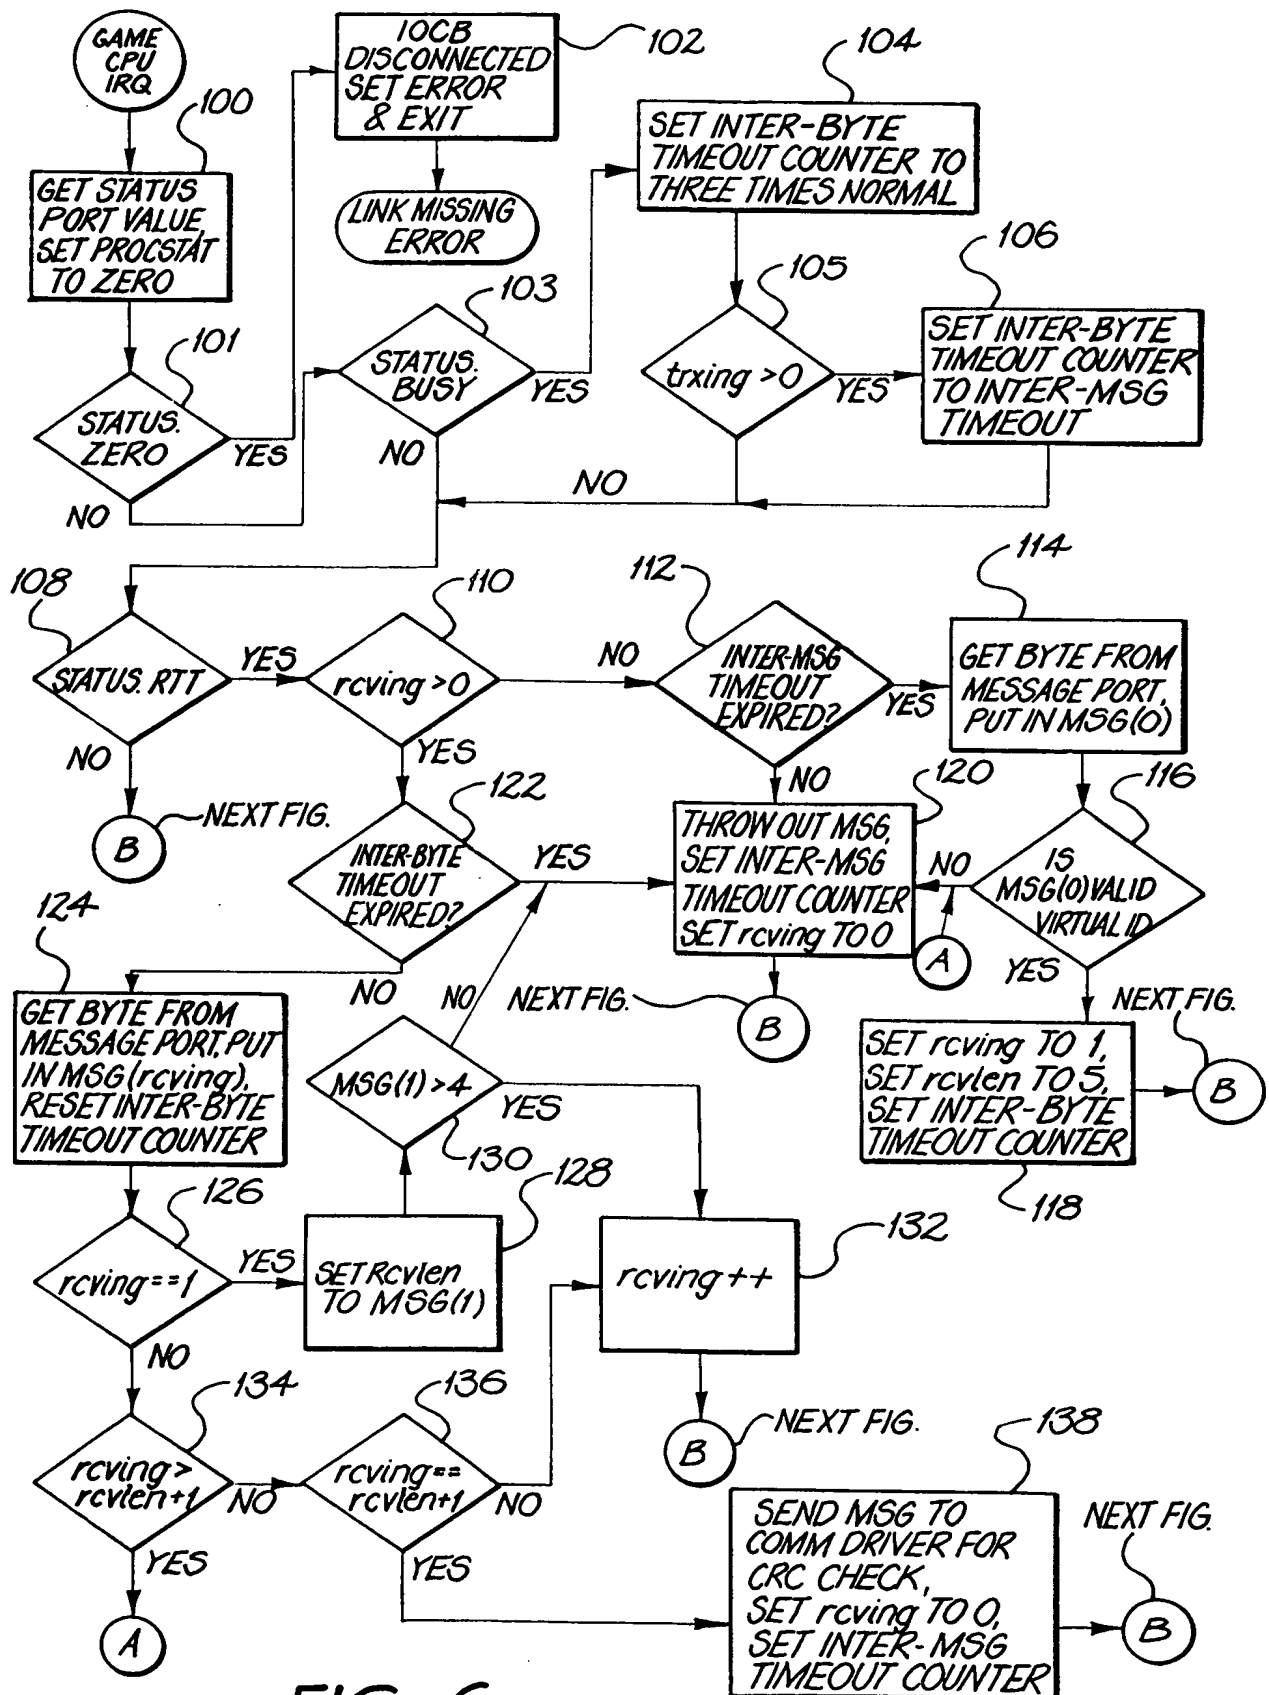 GAME
CPU
IRQ
100
GET STATUS
PORT VALUE,
SET PROCSTAT
TO ZERO
101
STATUS.
ZERO
YES
NO
IOCB
DISCONNECTED
SET ERROR
& EXIT
102
LINK MISSING
ERROR
103
STATUS.
BUSY
YES
NO
104
SET INTER-BYTE
TIMEOUT COUNTER TO
THREE TIMES NORMAL
105
trxing >0
YES
NO
106
SET INTER-BYTE
TIMEOUT COUNTER
TO INTER-MSG
TIMEOUT
108
STATUS. RTT
YES
NO
B
NEXT FIG.
110
rcving >0
NO
YES
112
INTER-MSG
TIMEOUT
EXPIRED?
YES
NO
114
GET BYTE FROM
MESSAGE PORT,
PUT IN MSG(0)
116
IS
MSG(0) VALID
VIRTUAL ID
NO
YES
A
120
THROW OUT MSG,
SET INTER-MSG
TIMEOUT COUNTER
SET rcving TO 0
NEXT FIG.
B
122
INTER-BYTE
TIMEOUT
EXPIRED?
YES
NO
SET rcving TO 1,
SET rcvlen TO 5,
SET INTER-BYTE
TIMEOUT COUNTER
118
NEXT FIG.
B
124
GET BYTE FROM
MESSAGE PORT, PUT
IN MSG(rcving),
RESET INTER-BYTE
TIMEOUT COUNTER
126
rcving==1
YES
NO
128
SET Rcvlen
TO MSG(1)
130
MSG(1) >4
NO
YES
132
rcving ++
B
NEXT FIG.
134
rcving >
rcvlen+1
NO
YES
A
136
rcving==
rcvlen+1
NO
YES
138
SEND MSG TO
COMM DRIVER FOR
CRC CHECK,
SET rcving TO 0,
SET INTER-MSG
TIMEOUT COUNTER
NEXT FIG.
B